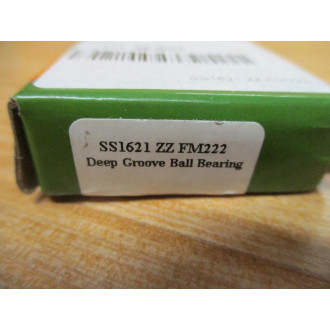 SS1621 ZZ FM222
Deep Groove Ball Bearing